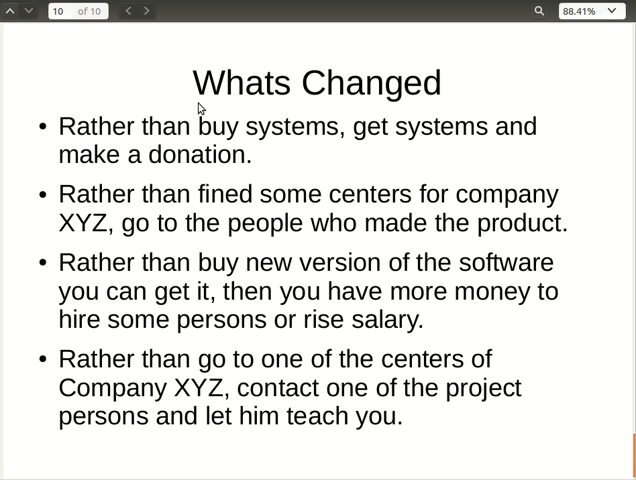 10 of 10
88.41%
Whats Changed
• Rather than buy systems, get systems and
make a donation.
• Rather than fined some centers for company
XYZ, go to the people who made the product.
• Rather than buy new version of the software
you can get it, then you have more money to
hire some persons or rise salary.
• Rather than go to one of the centers of
Company XYZ, contact one of the project
persons and let him teach you.